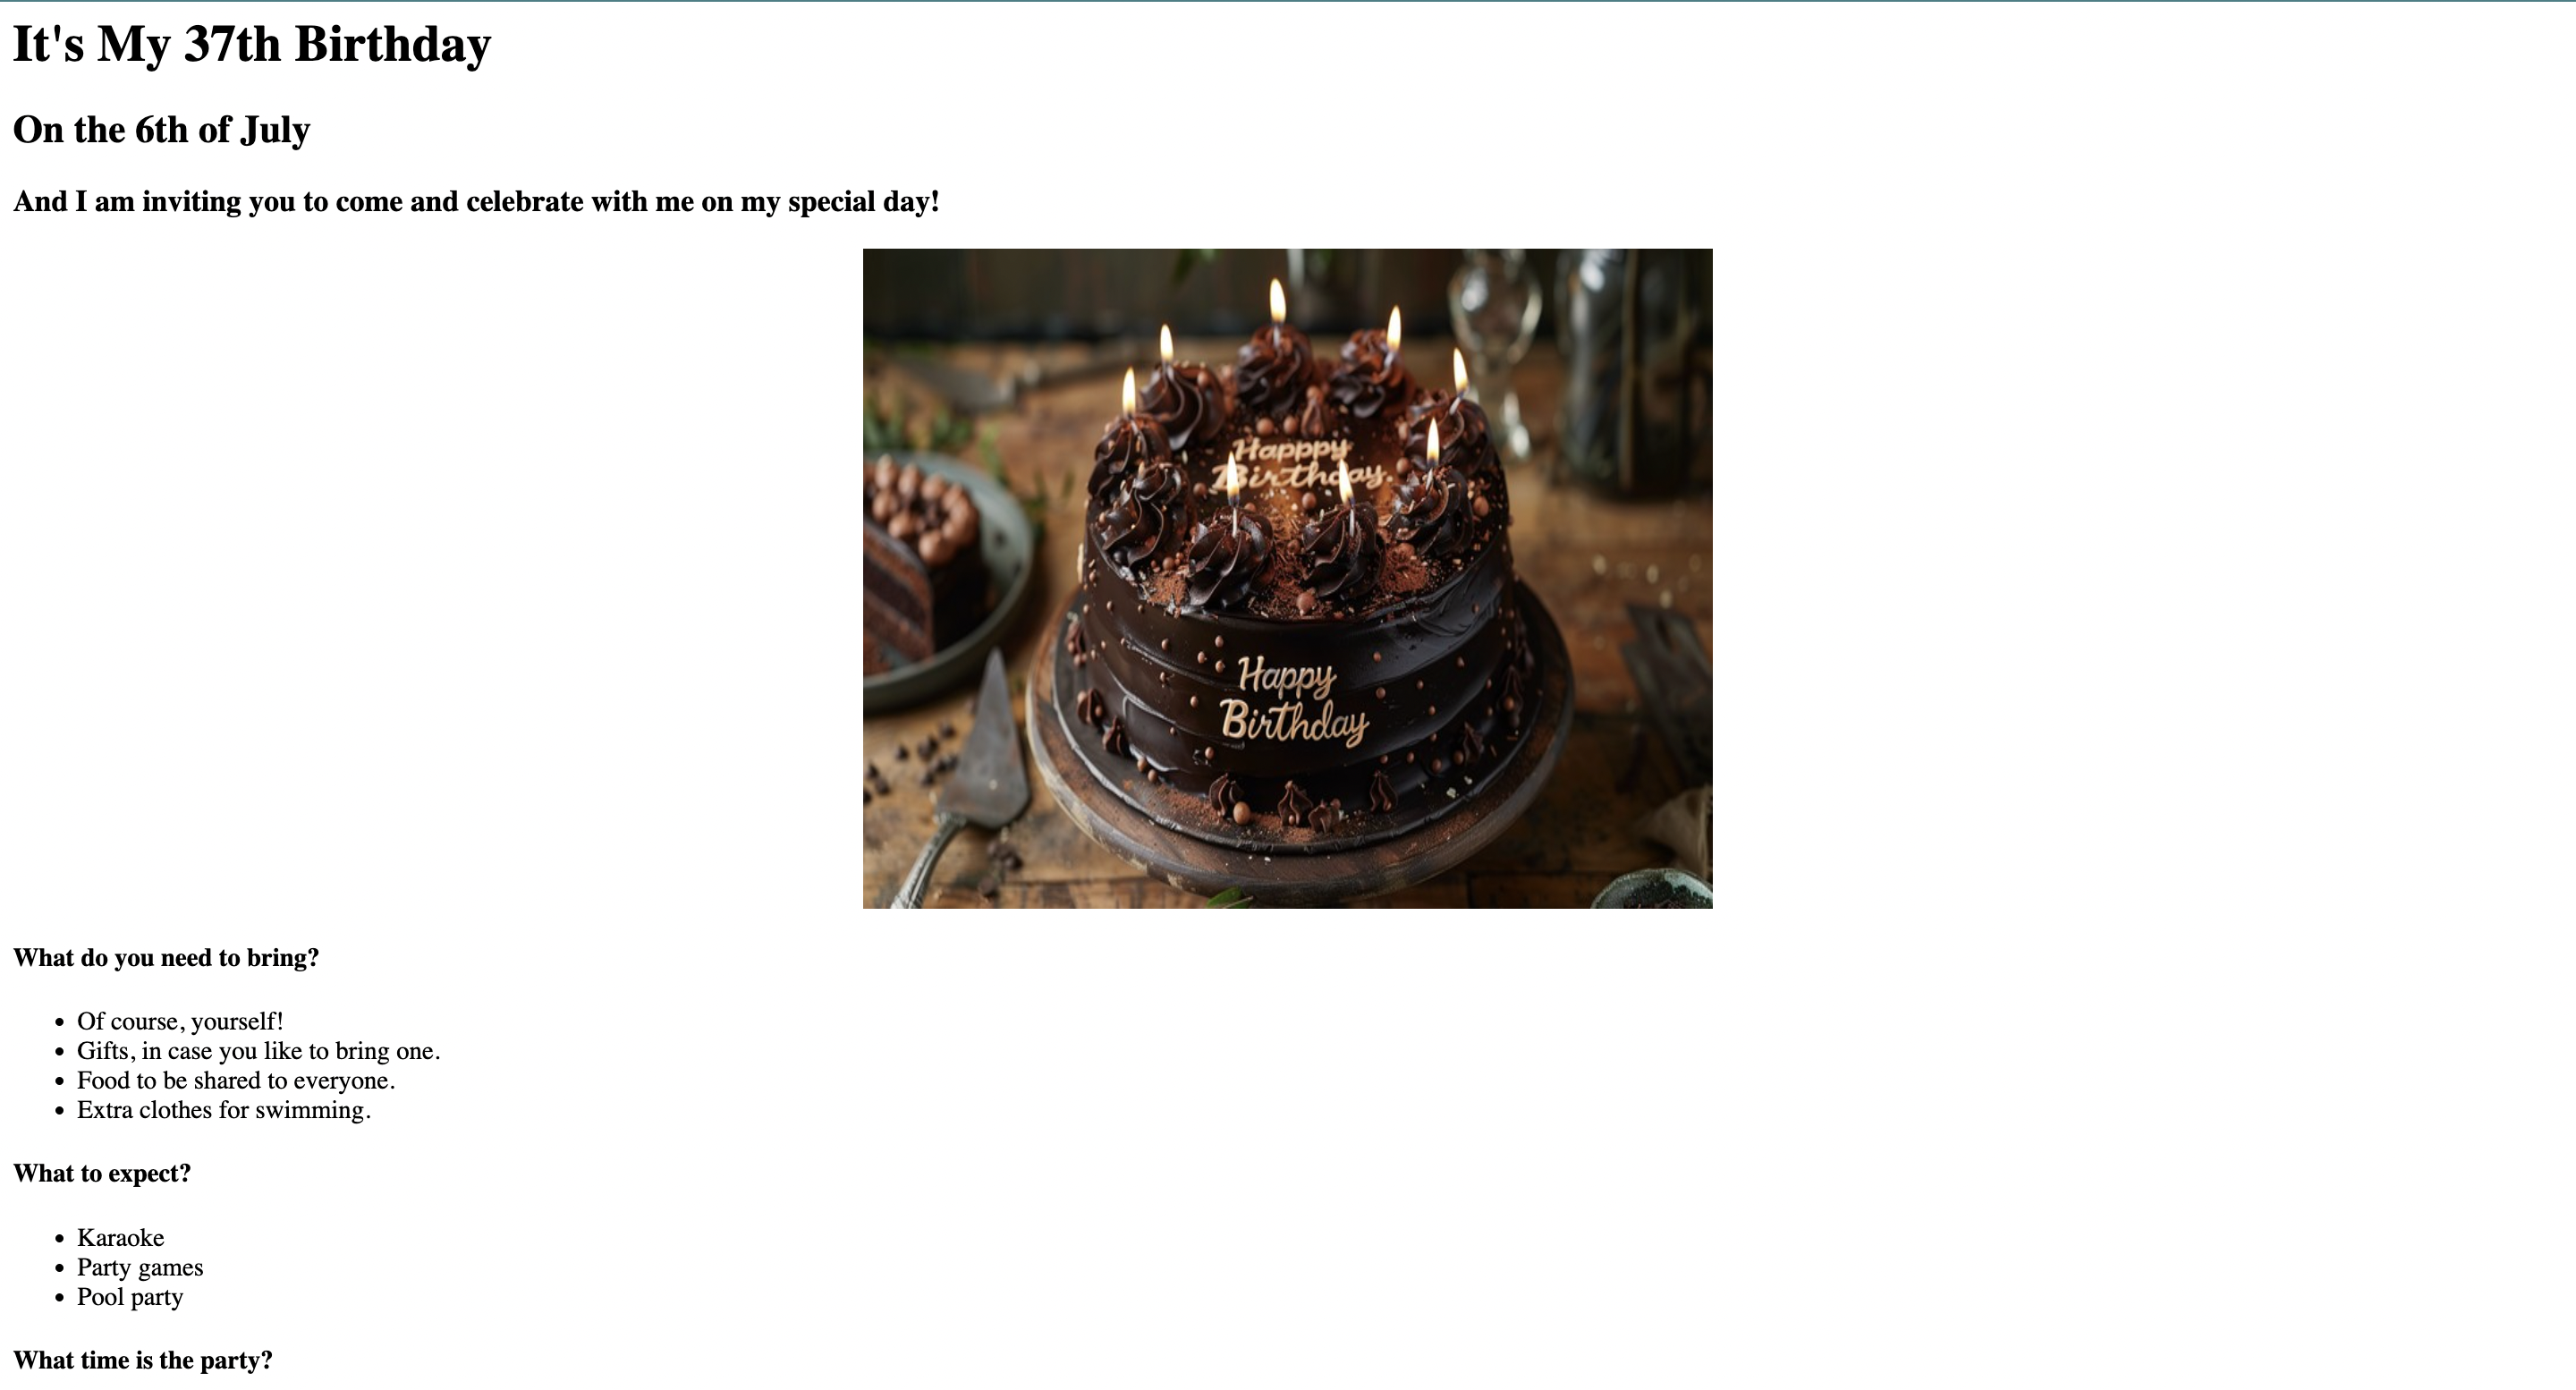 It's My 37th Birthday
On the 6th of July
And I am inviting you to come and celebrate with me on my special day!
Happpy
Birthday.
Happy
Birthday
What do you need to bring?
Of course, yourself!
Gifts, in case you like to bring one.
Food to be shared to everyone.
Extra clothes for swimming.
What to expect?
Karaoke
Party games
Pool party
What time is the party?